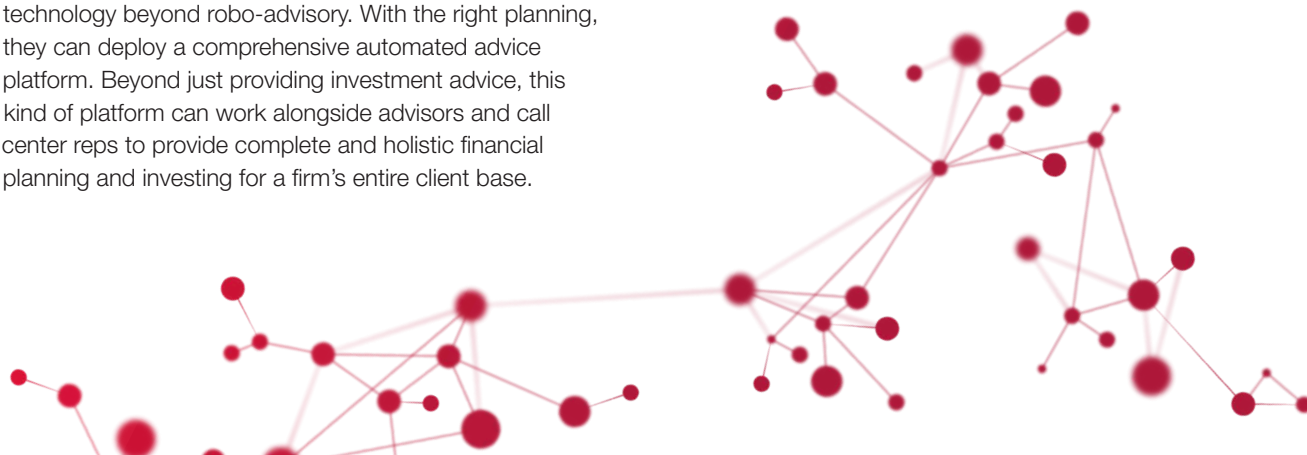 technology beyond robo-advisory. With the right planning,
they can deploy a comprehensive automated advice
platform. Beyond just providing investment advice, this
kind of platform can work alongside advisors and call
center reps to provide complete and holistic financial
planning and investing for a firm’s entire client base.